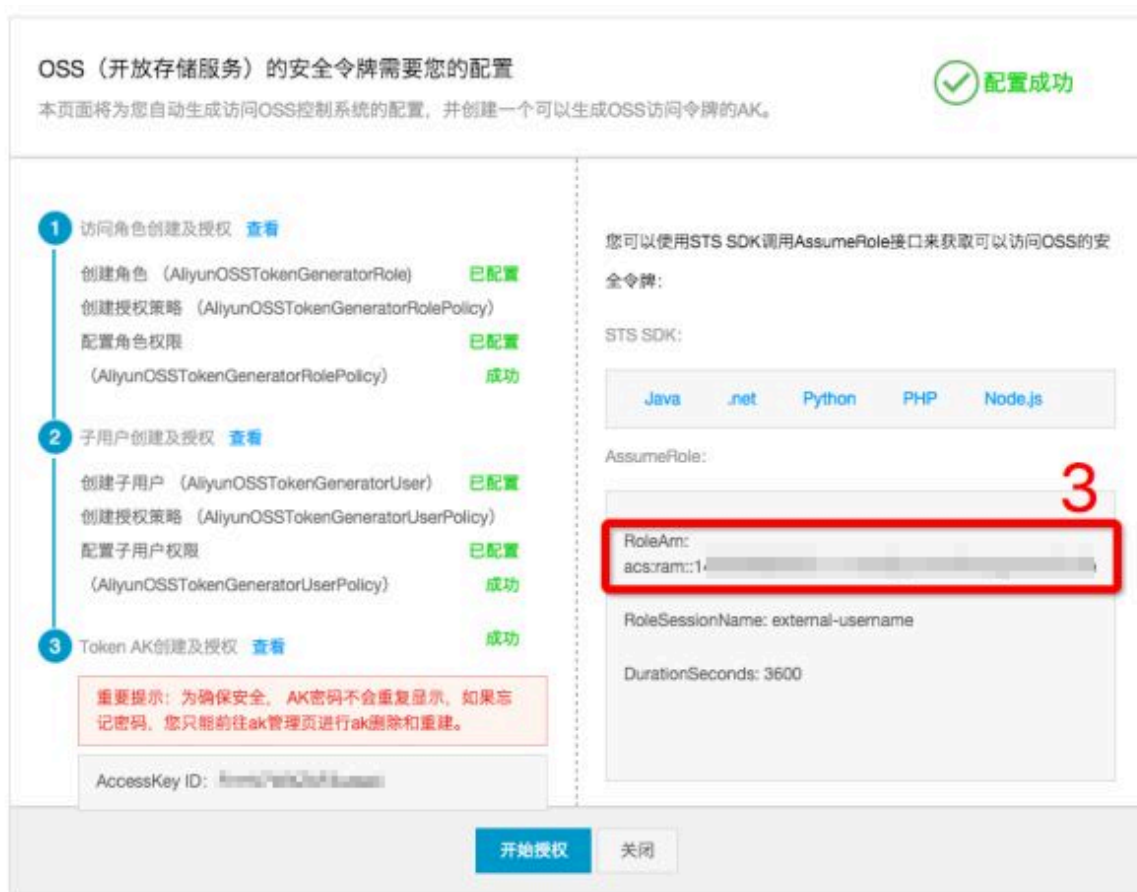 OSS（开放存储服务）的安全令牌需要您的配置
本页面将为您自动生成访问OSS控制系统的配置，并创建一个可以生成OSS访问令牌的AK。
配置成功
1 访问角色创建及授权 查看
创建角色 （AliyunOSSTokenGeneratorRole) 已配置
创建授权策略 （AliyunOSSTokenGeneratorRolePolicy）
配置角色权限 已配置
（AliyunOSSTokenGeneratorRolePolicy） 成功
2 子用户创建及授权 查看
创建子用户 （AliyunOSSTokenGeneratorUser） 已配置
创建授权策略 （AliyunOSSTokenGeneratorUserPolicy）
配置子用户权限 已配置
（AliyunOSSTokenGeneratorUserPolicy） 成功
3 Token AK创建及授权 查看 成功
重要提示：为确保安全，AK密码不会重复显示，如果忘
记密码，您只能前往ak管理页进行ak删除和重建。
AccessKey ID:
您可以使用STS SDK调用AssumeRole接口来获取可以访问OSS的安
全令牌：
STS SDK:
Java .net Python PHP Node.js
AssumeRole:
3
RoleArn:
acs:ram::1
RoleSessionName: external-username
DurationSeconds: 3600
开始授权 关闭